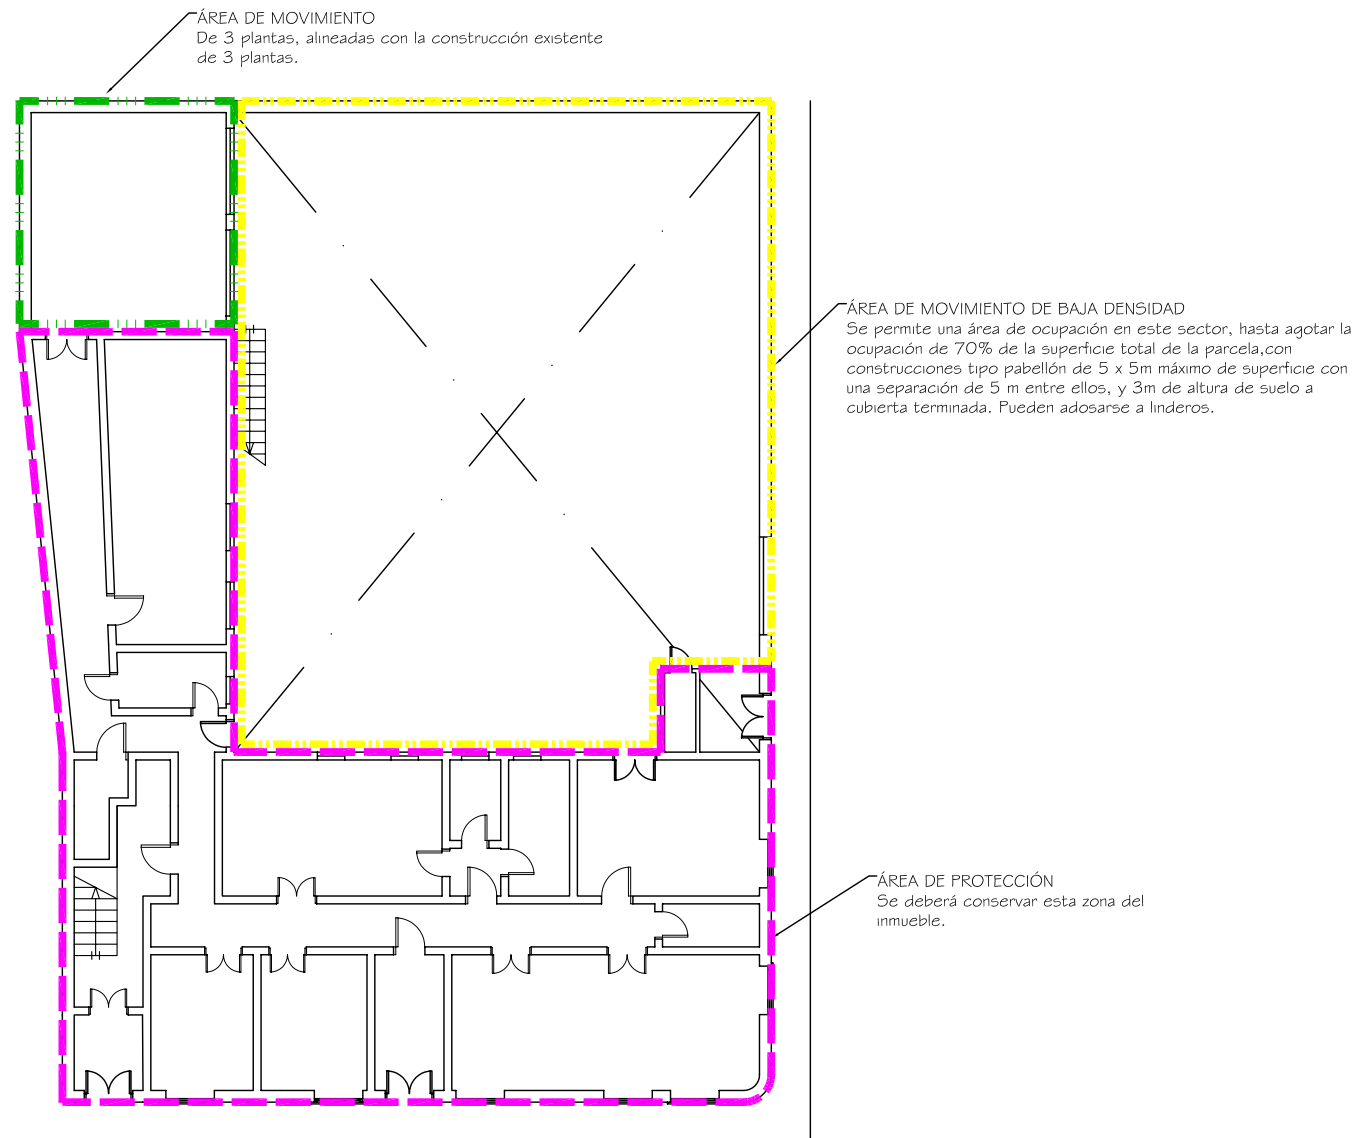 ÁREA DE MOVIMIENTO
De 3 plantas, alineadas con la construcción existente
de 3 plantas.
ÁREA DE MOVIMIENTO DE BAJA DENSIDAD
Se permite una área de ocupación en este sector, hasta agotar la
ocupación de 70% de la superficie total de la parcela,con
construcciones tipo pabellón de 5 x 5m máximo de superficie con
una separación de 5 m entre ellos, y 3m de altura de suelo a
cubierta terminada. Pueden adosarse a linderos.
ÁREA DE PROTECCIÓN
Se deberá conservar esta zona del
inmueble.